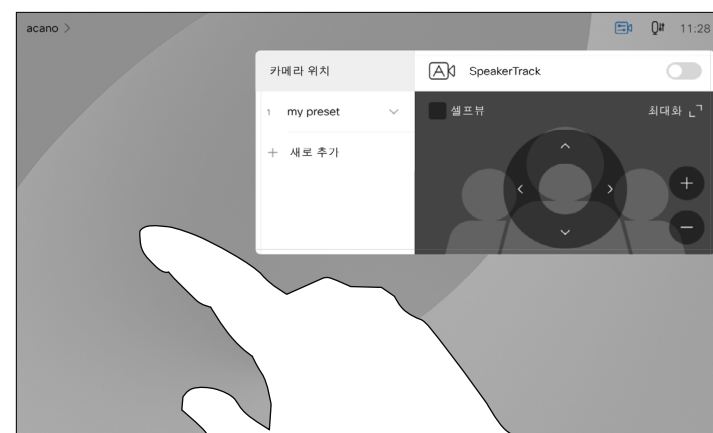 acano >
11:28
카메라 위치
SpeakerTrack
1 my preset
셀프뷰
최대화
+ 새로 추가